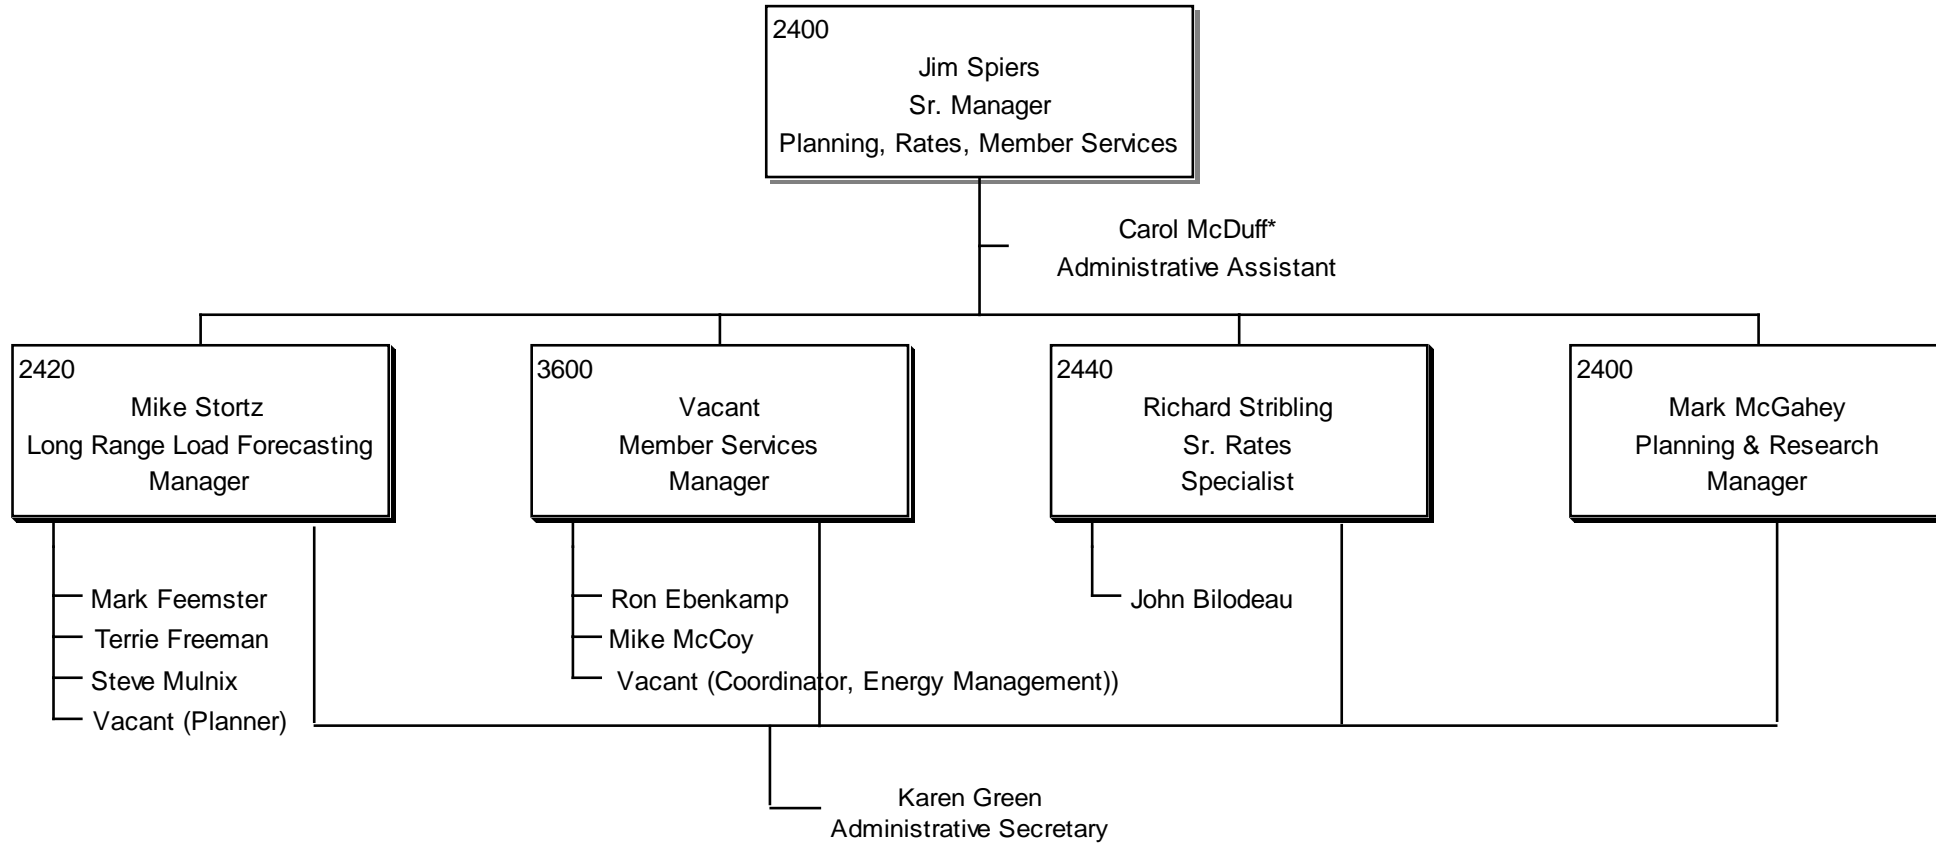 2400
Jim Spiers
Sr. Manager
Planning, Rates, Member Services
Carol McDuff*
Administrative Assistant
2420
Mike Stortz
Long Range Load Forecasting
Manager
3600
Vacant
Member Services
Manager
2440
Richard Stribling
Sr. Rates
Specialist
2400
Mark McGahey
Planning & Research
Manager
Mark Feemster
Terrie Freeman
Steve Mulnix
Vacant (Planner)
Ron Ebenkamp
Mike McCoy
Vacant (Coordinator, Energy Management))
John Bilodeau
Karen Green
Administrative Secretary